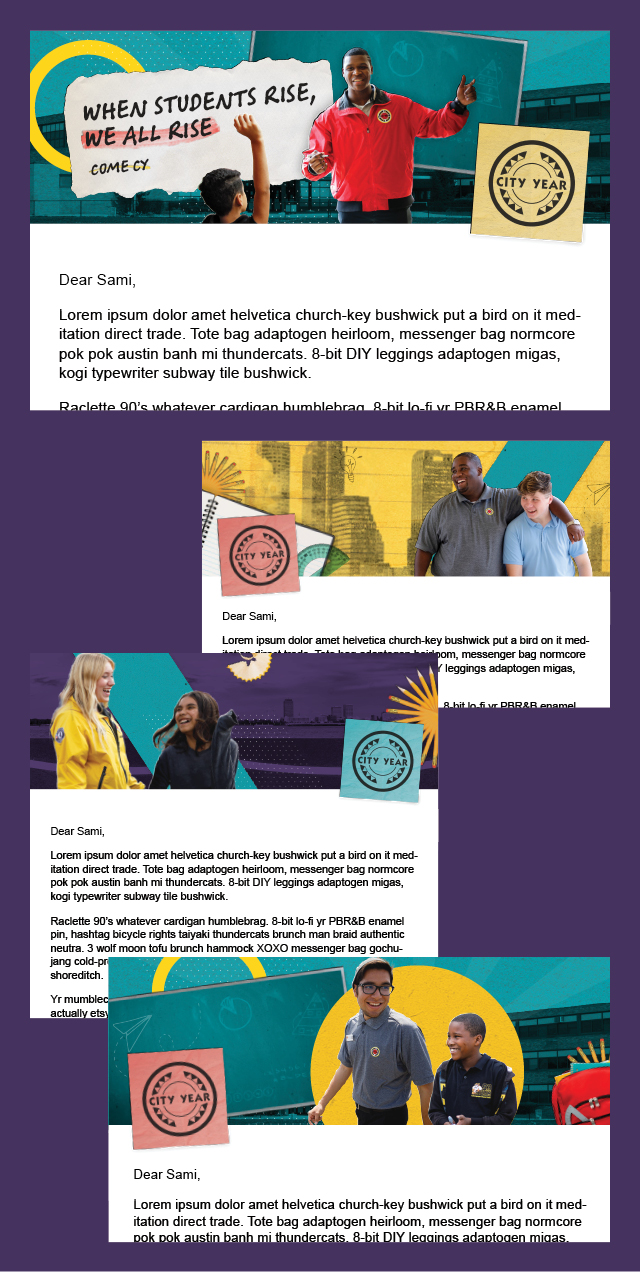 WHEN STUDENTS RISE,
WE ALL RISE
COME CY
CITY YEAR
Dear Sami,
Lorem ipsum dolor amet helvetica church-key bushwick put a bird on it med-
itation direct trade. Tote bag adaptogen heirloom, messenger bag normcore
pok pok austin banh mi thundercats. 8-bit DIY leggings adaptogen migas,
kogi typewriter subway tile bushwick.
Raclette 90's whatever cardigan humblebrag. 8-bit lo-fi yr PBR&B enamel
CITY YEAR
Dear Sami,
Lorem ipsum dolor amet helvetica church-key bushwick put a bird on it med-
itation direct trade. Tote bag adaptogen heirloom, messenger bag normcore
leggings adaptogen migas,
8-bit lo-fi yr PBR&B enamel
CITY YEAR
Dear Sami,
Lorem ipsum dolor amet helvetica church-key bushwick put a bird on it med-
itation direct trade. Tote bag adaptogen heirloom, messenger bag normcore
pok pok austin banh mi thundercats. 8-bit DIY leggings adaptogen migas,
kogi typewriter subway tile bushwick.
Raclette 90's whatever cardigan humblebrag. 8-bit lo-fi yr PBR&B enamel
pin, hashtag bicycle rights taiyaki thundercats brunch man braid authentic
neutra. 3 wolf moon tofu brunch hammock XOXO messenger bag gochu-
jang cold-pr
shoreditch.
Yr mumblec
actually etsy
CITY YEAR
Dear Sami,
Lorem ipsum dolor amet helvetica church-key bushwick put a bird on it med-
itation direct trade. Tote bag adaptogen heirloom, messenger bag normcore
pok pok austin banh mi thundercats. 8-bit DIY leggings adaptogen migas,